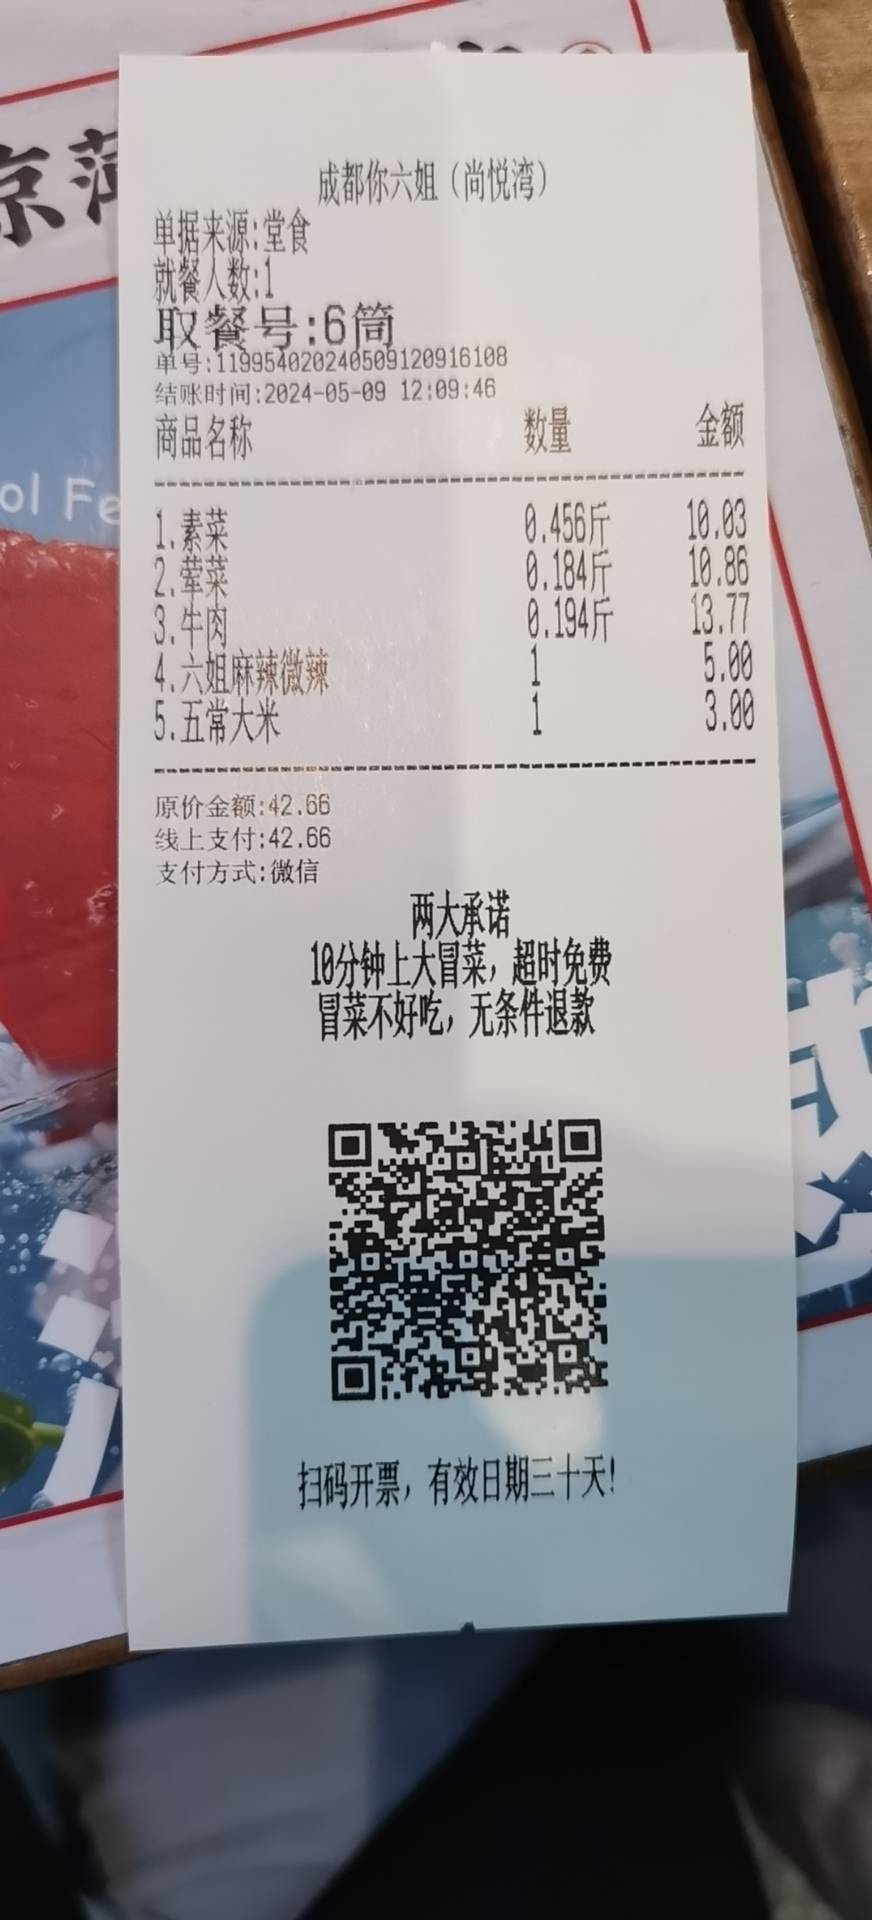 成都你六姐（尚悦湾）
单据来源:堂食
就餐人数:1
取餐号:6筒
单号:1199540202405091209​16108
结账时间:2024-05-09 12:09:46
商品名称 数量 金额
1.素菜 0.456斤 10.03
2.荤菜 0.184斤 10.86
3.牛肉 0.194斤 13.77
4.六姐麻辣微辣 1 5.00
5.五常大米 1 3.00
原价金额:42.66
线上支付:42.66
支付方式:微信
两大承诺
10分钟上大冒菜，超时免费
冒菜不好吃，无条件退款
扫码开票，有效日期三十天!
ol Fe
京